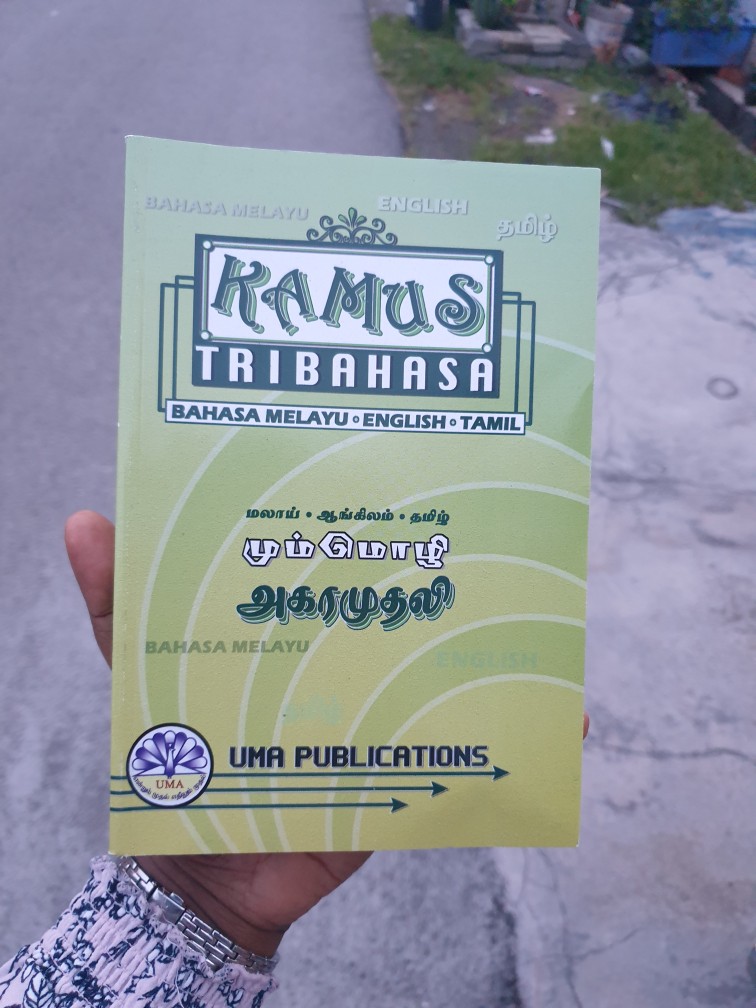 BAHASA MELAYU
ENGLISH
தமிழ்
KAMUS
TRIBAHASA
BAHASA MELAYU • ENGLISH • TAMIL
மலாய் • ஆங்கிலம் • தமிழ்
மும்மொழி
அகரமுதலி
BAHASA MELAYU
ENGLISH
தமிழ்
UMA PUBLICATIONS
UMA